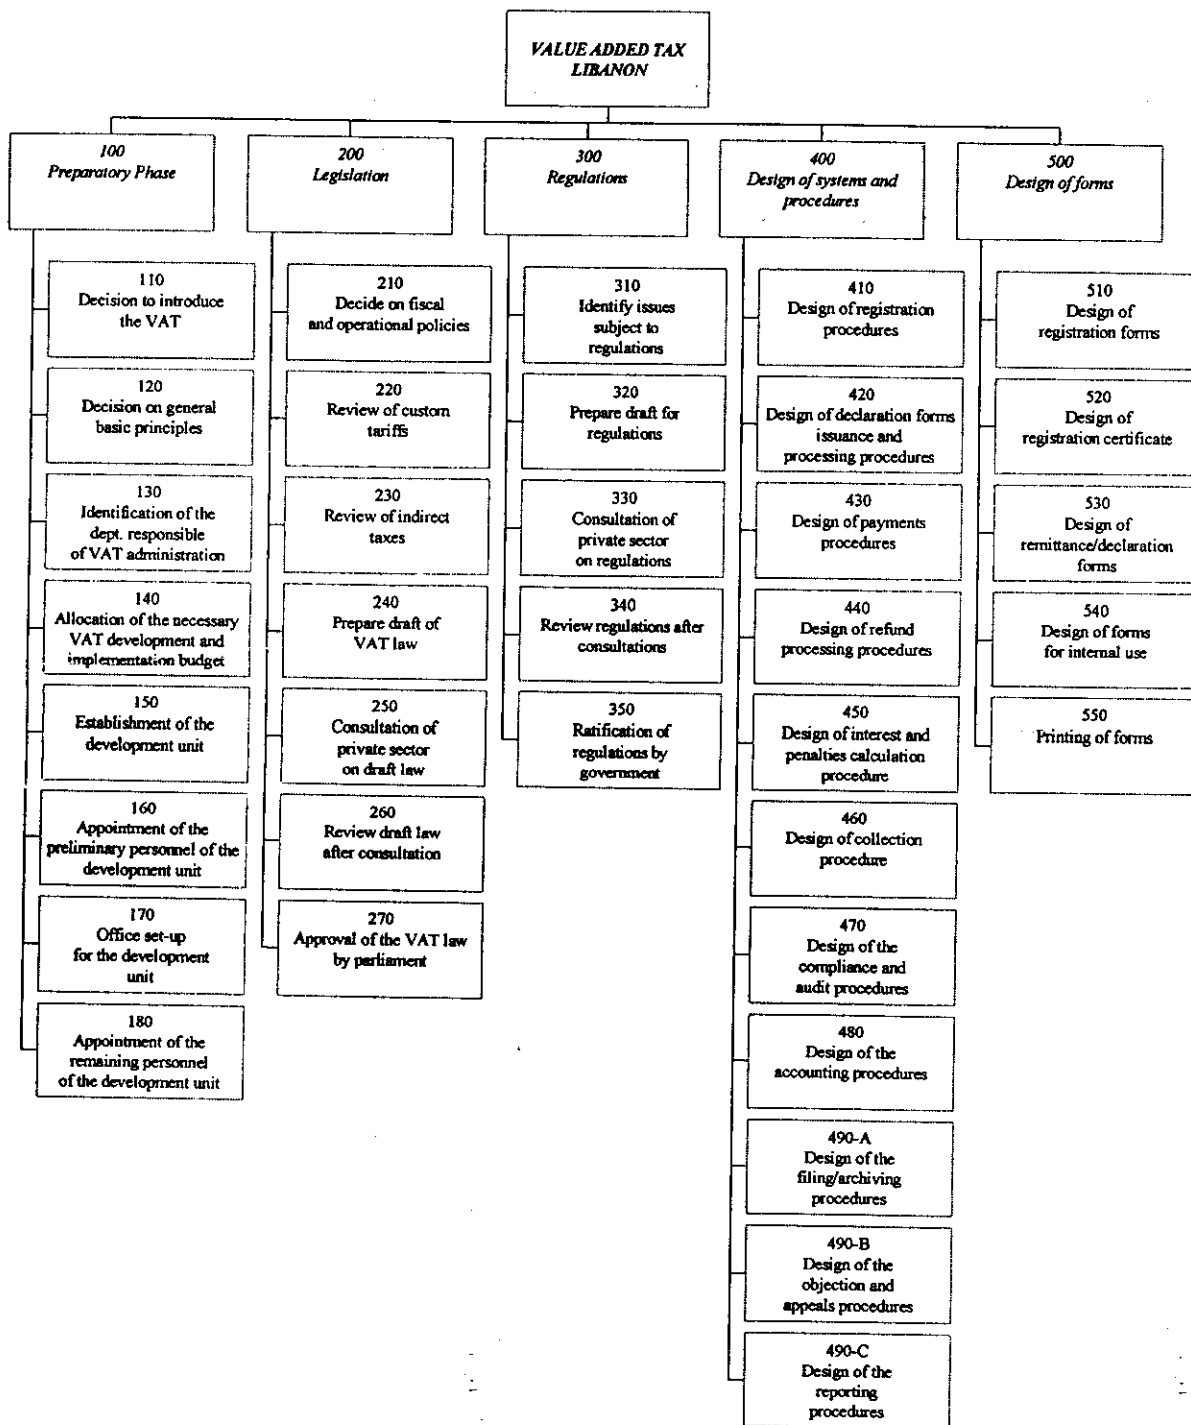 VALUE ADDED TAX
LIBANON
100
Preparatory Phase
110
Decision to introduce
the VAT
120
Decision on general
basic principles
130
Identification of the
dept. responsible
of VAT administration
140
Allocation of the necessary
VAT development and
implementation budget
150
Establishment of the
development unit
160
Appointment of the
preliminary personnel of the
development unit
170
Office set-up
for the development
unit
180
Appointment of the
remaining personnel
of the development unit
200
Legislation
210
Decide on fiscal
and operational policies
220
Review of custom
tariffs
230
Review of indirect
taxes
240
Prepare draft of
VAT law
250
Consultation of
private sector
on draft law
260
Review draft law
after consultation
270
Approval of the VAT law
by parliament
300
Regulations
310
Identify issues
subject to
regulations
320
Prepare draft for
regulations
330
Consultation of
private sector
on regulations
340
Review regulations after
consultations
350
Ratification of
regulations by
government
400
Design of systems and
procedures
410
Design of registration
procedures
420
Design of declaration forms
issuance and
processing procedures
430
Design of payments
procedures
440
Design of refund
processing procedures
450
Design of interest and
penalties calculation
procedure
460
Design of collection
procedure
470
Design of the
compliance and
audit procedures
480
Design of the
accounting procedures
490-A
Design of the
filing/archiving
procedures
490-B
Design of the
objection and
appeals procedures
490-C
Design of the
reporting
procedures
500
Design of forms
510
Design of
registration forms
520
Design of
registration certificate
530
Design of
remittance/declaration
forms
540
Design of forms
for internal use
550
Printing of forms